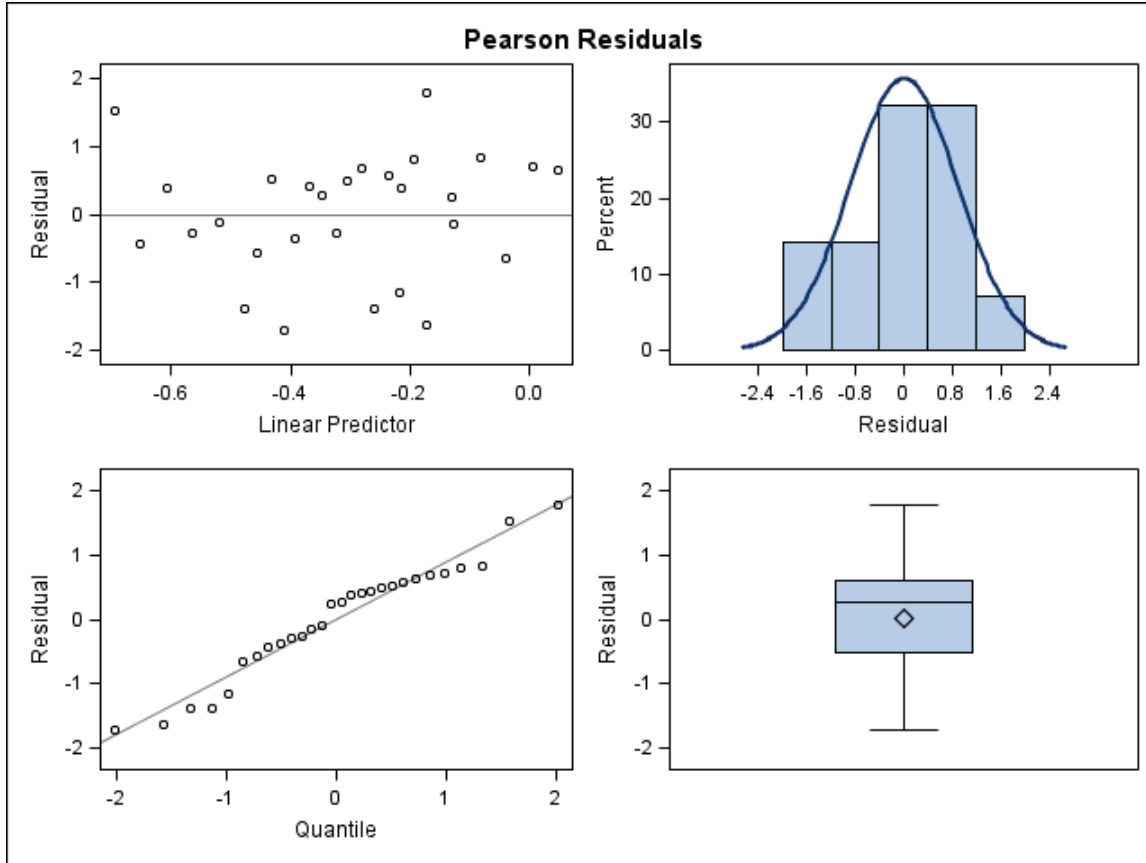 Pearson Residuals
2
1
0
-1
-2
Residual
-0.6 -0.4 -0.2 0.0
Linear Predictor
30
20
10
0
Percent
-2.4 -1.6 -0.8 0 0.8 1.6 2.4
Residual
2
1
0
-1
-2
Residual
-2 -1 0 1 2
Quantile
2
1
0
-1
-2
Residual